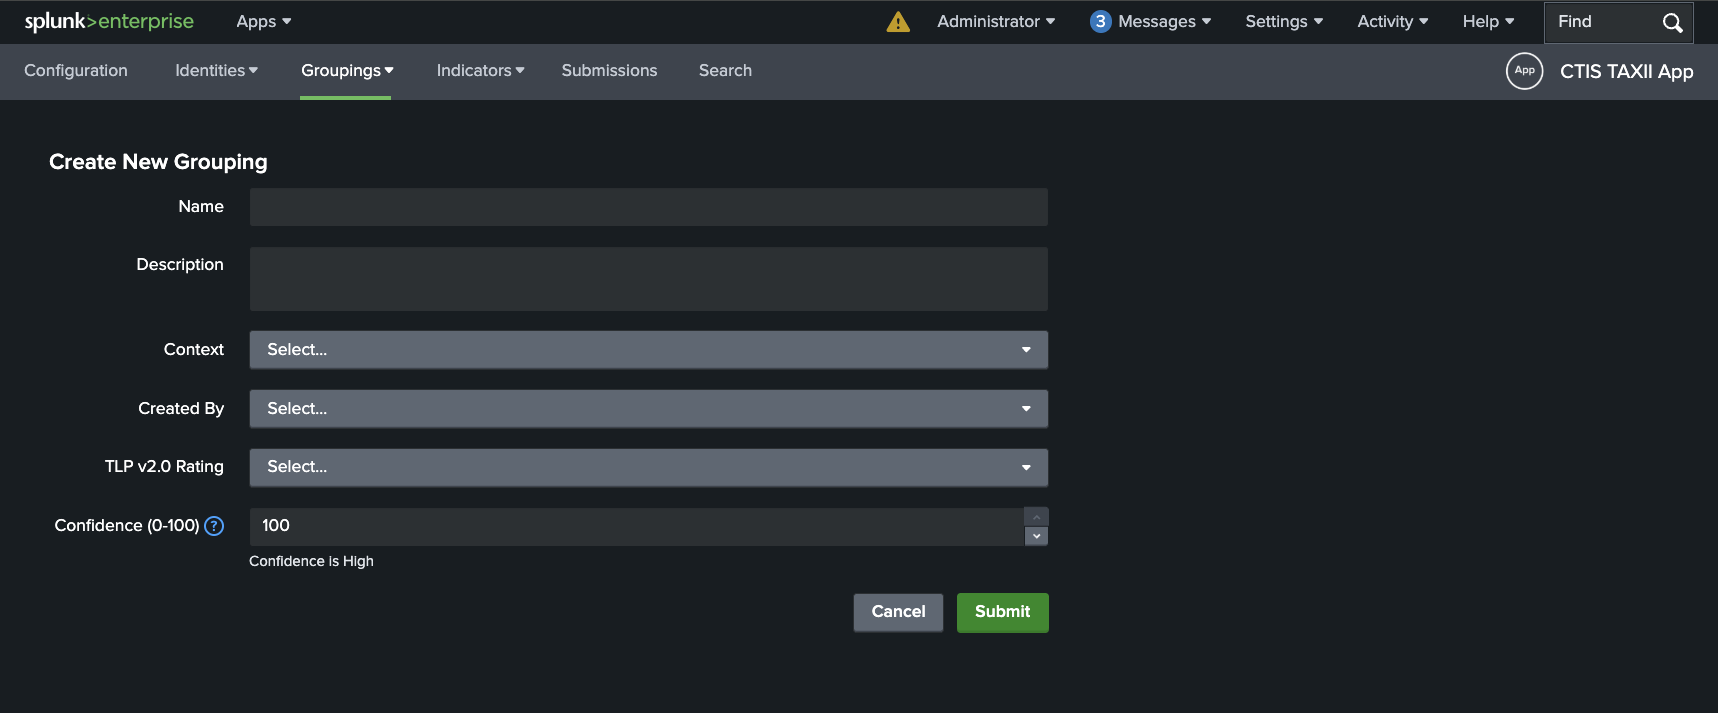 splunk>enterprise Apps Administrator 3 Messages Settings Activity Help Find
Configuration Identities Groupings Indicators Submissions Search App CTIS TAXII App
Create New Grouping
Name
Description
Context Select...
Created By Select...
TLP v2.0 Rating Select...
Confidence (0-100) ? 100
Confidence is High
Cancel Submit